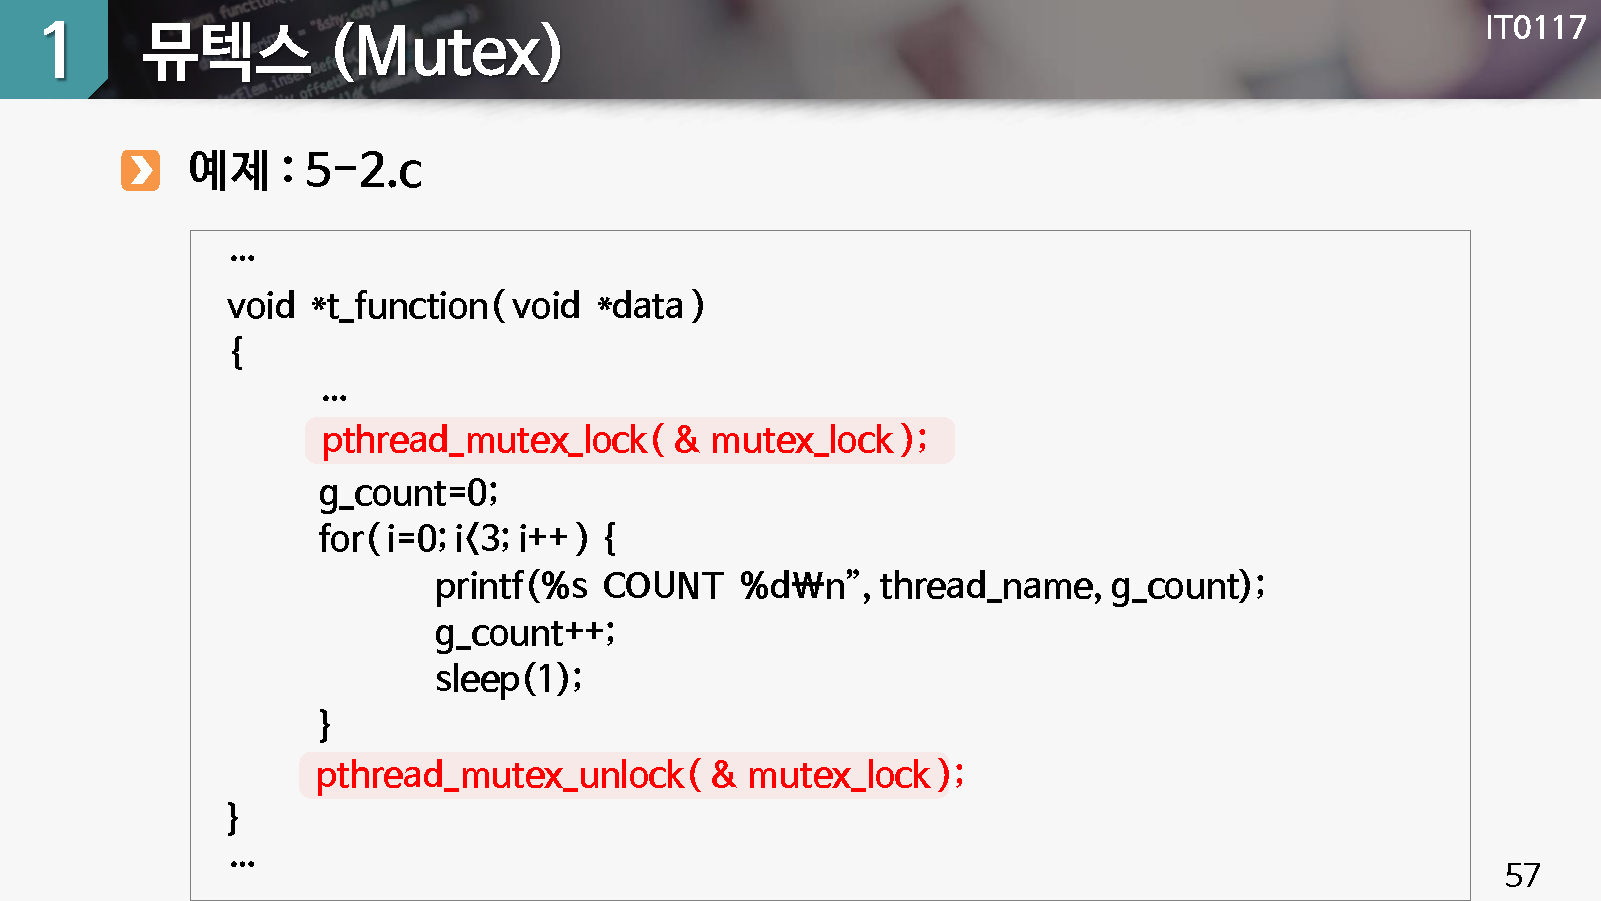 1 뮤텍스 (Mutex)
IT0117
예제 : 5-2.c
...
void *t_function( void *data )
{
...
pthread_mutex_lock( & mutex_lock );
g_count=0;
for( i=0; i<3; i++ ) {
printf(%s COUNT %d₩n”, thread_name, g_count);
g_count++;
sleep(1);
}
pthread_mutex_unlock( & mutex_lock );
}
...
57